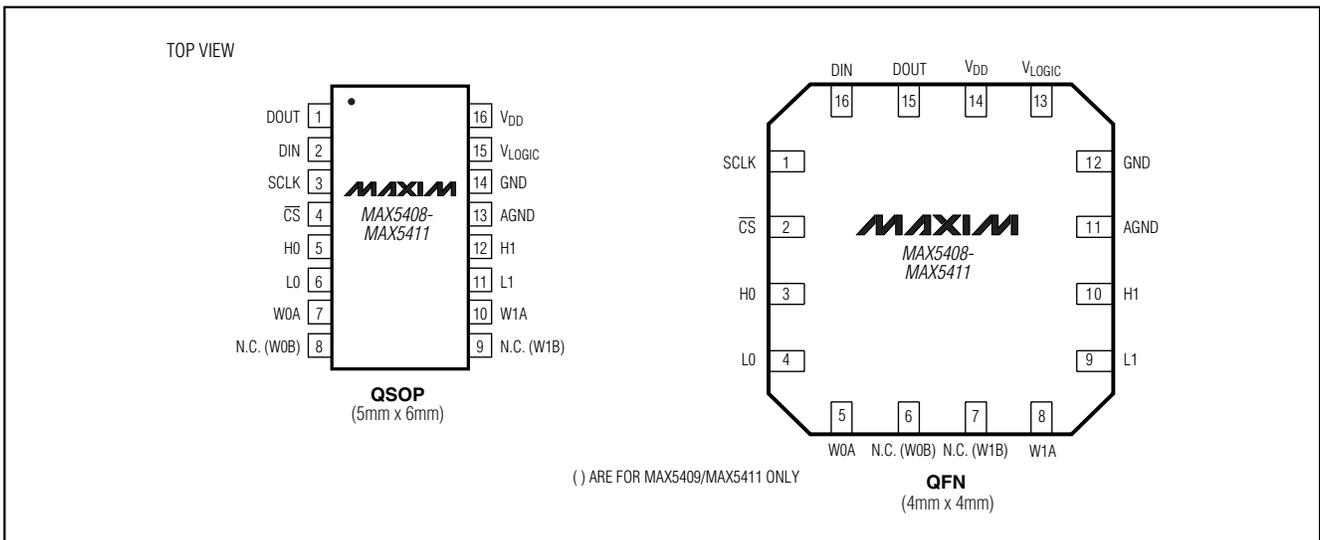 TOP VIEW
DOUT 1
DIN 2
SCLK 3
C̅S̅ 4
H0 5
L0 6
W0A 7
N.C. (W0B) 8
16 VDD
15 VLOGIC
14 GND
13 AGND
12 H1
11 L1
10 W1A
9 N.C. (W1B)
MAXIM
MAX5408-
MAX5411
QSOP
(5mm x 6mm)
DIN DOUT VDD VLOGIC
16 15 14 13
SCLK 1
C̅S̅ 2
H0 3
L0 4
12 GND
11 AGND
10 H1
9 L1
MAXIM
MAX5408-
MAX5411
5 6 7 8
W0A N.C. (W0B) N.C. (W1B) W1A
( ) ARE FOR MAX5409/MAX5411 ONLY
QFN
(4mm x 4mm)